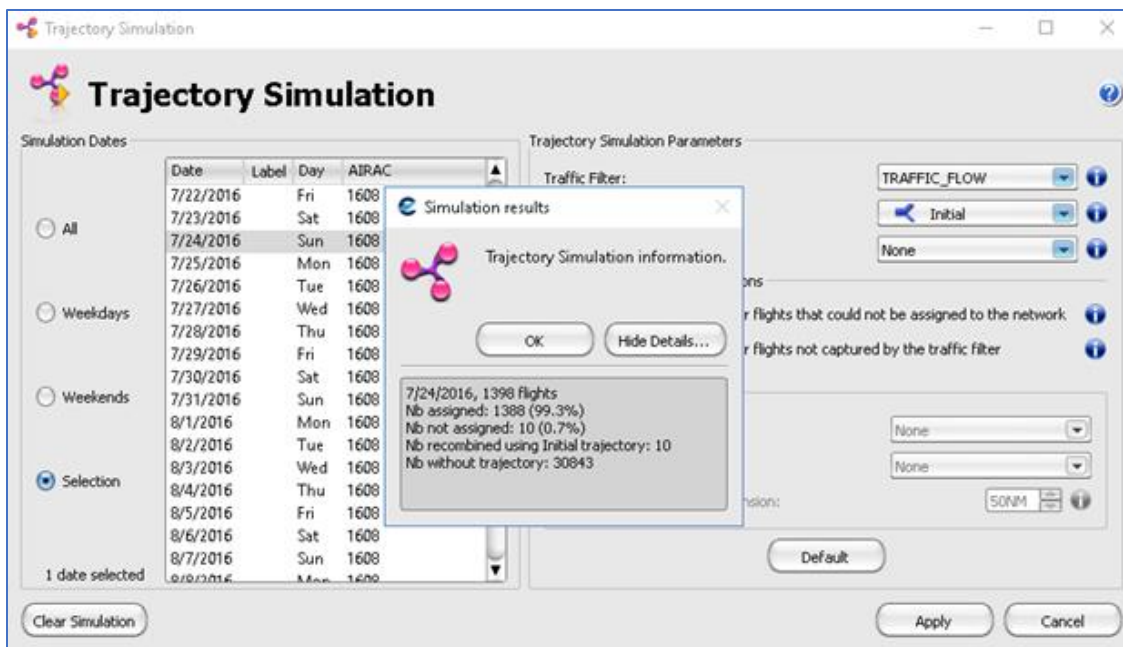 Trajectory Simulation
Trajectory Simulation
Simulation Dates
All
Weekdays
Weekends
Selection
1 date selected
Date Label Day AIRAC
7/22/2016 Fri 1608
7/23/2016 Sat 1608
7/24/2016 Sun 1608
7/25/2016 Mon 1608
7/26/2016 Tue 1608
7/27/2016 Wed 1608
7/28/2016 Thu 1608
7/29/2016 Fri 1608
7/30/2016 Sat 1608
7/31/2016 Sun 1608
8/1/2016 Mon 1608
8/2/2016 Tue 1608
8/3/2016 Wed 1608
8/4/2016 Thu 1608
8/5/2016 Fri 1608
8/6/2016 Sat 1608
8/7/2016 Sun 1608
8/8/2016 Mon 1608
Simulation results
Trajectory Simulation information.
OK
Hide Details...
7/24/2016, 1398 flights
Nb assigned: 1388 (99.3%)
Nb not assigned: 10 (0.7%)
Nb recombined using Initial trajectory: 10
Nb without trajectory: 30843
Trajectory Simulation Parameters
Traffic Filter: TRAFFIC_FLOW
Initial
None
flights that could not be assigned to the network
flights not captured by the traffic filter
None
None
50NM
Default
Clear Simulation
Apply
Cancel